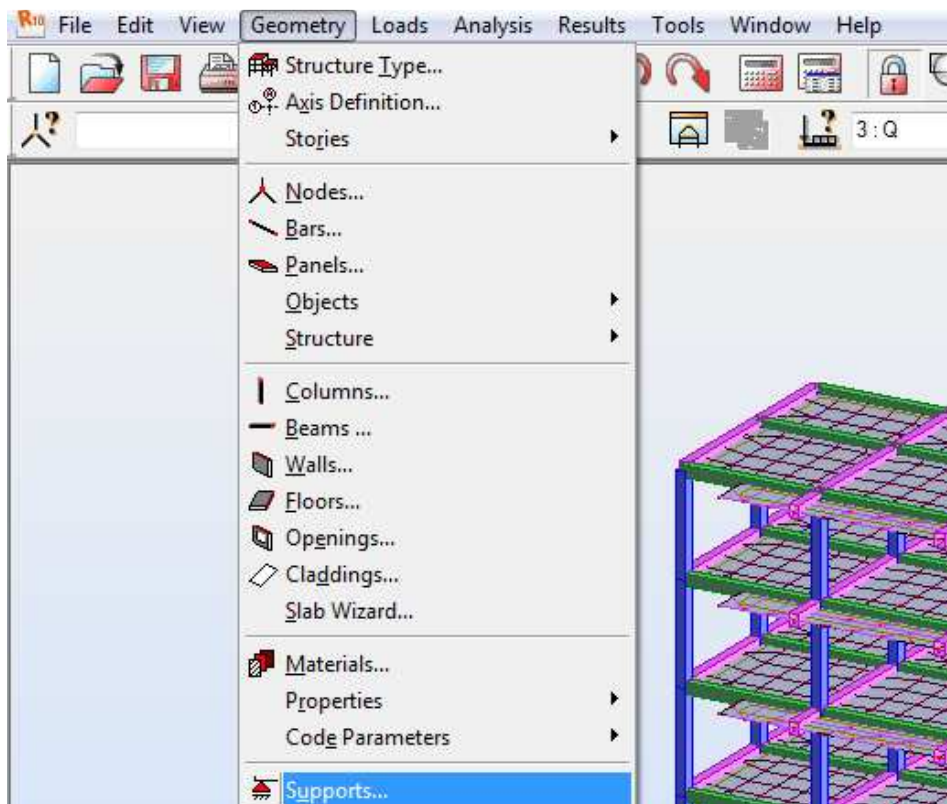 R10 File Edit View Geometry Loads Analysis Results Tools Window Help
Structure Type...
Axis Definition...
Stories
3 : Q
Nodes...
Bars...
Panels...
Objects
Structure
Columns...
Beams ...
Walls...
Floors...
Openings...
Claddings...
Slab Wizard...
Materials...
Properties
Code Parameters
Supports...